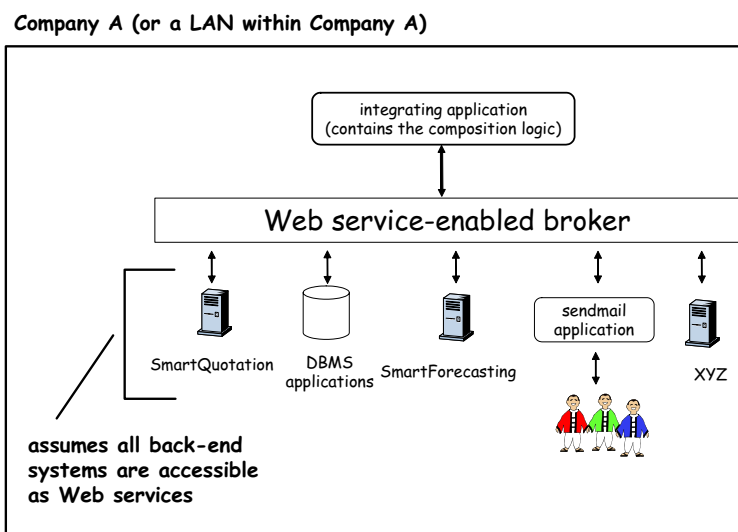 Company A (or a LAN within Company A)
integrating application
(contains the composition logic)
Web service-enabled broker
SmartQuotation
DBMS
applications
SmartForecasting
sendmail
application
XYZ
assumes all back-end
systems are accessible
as Web services